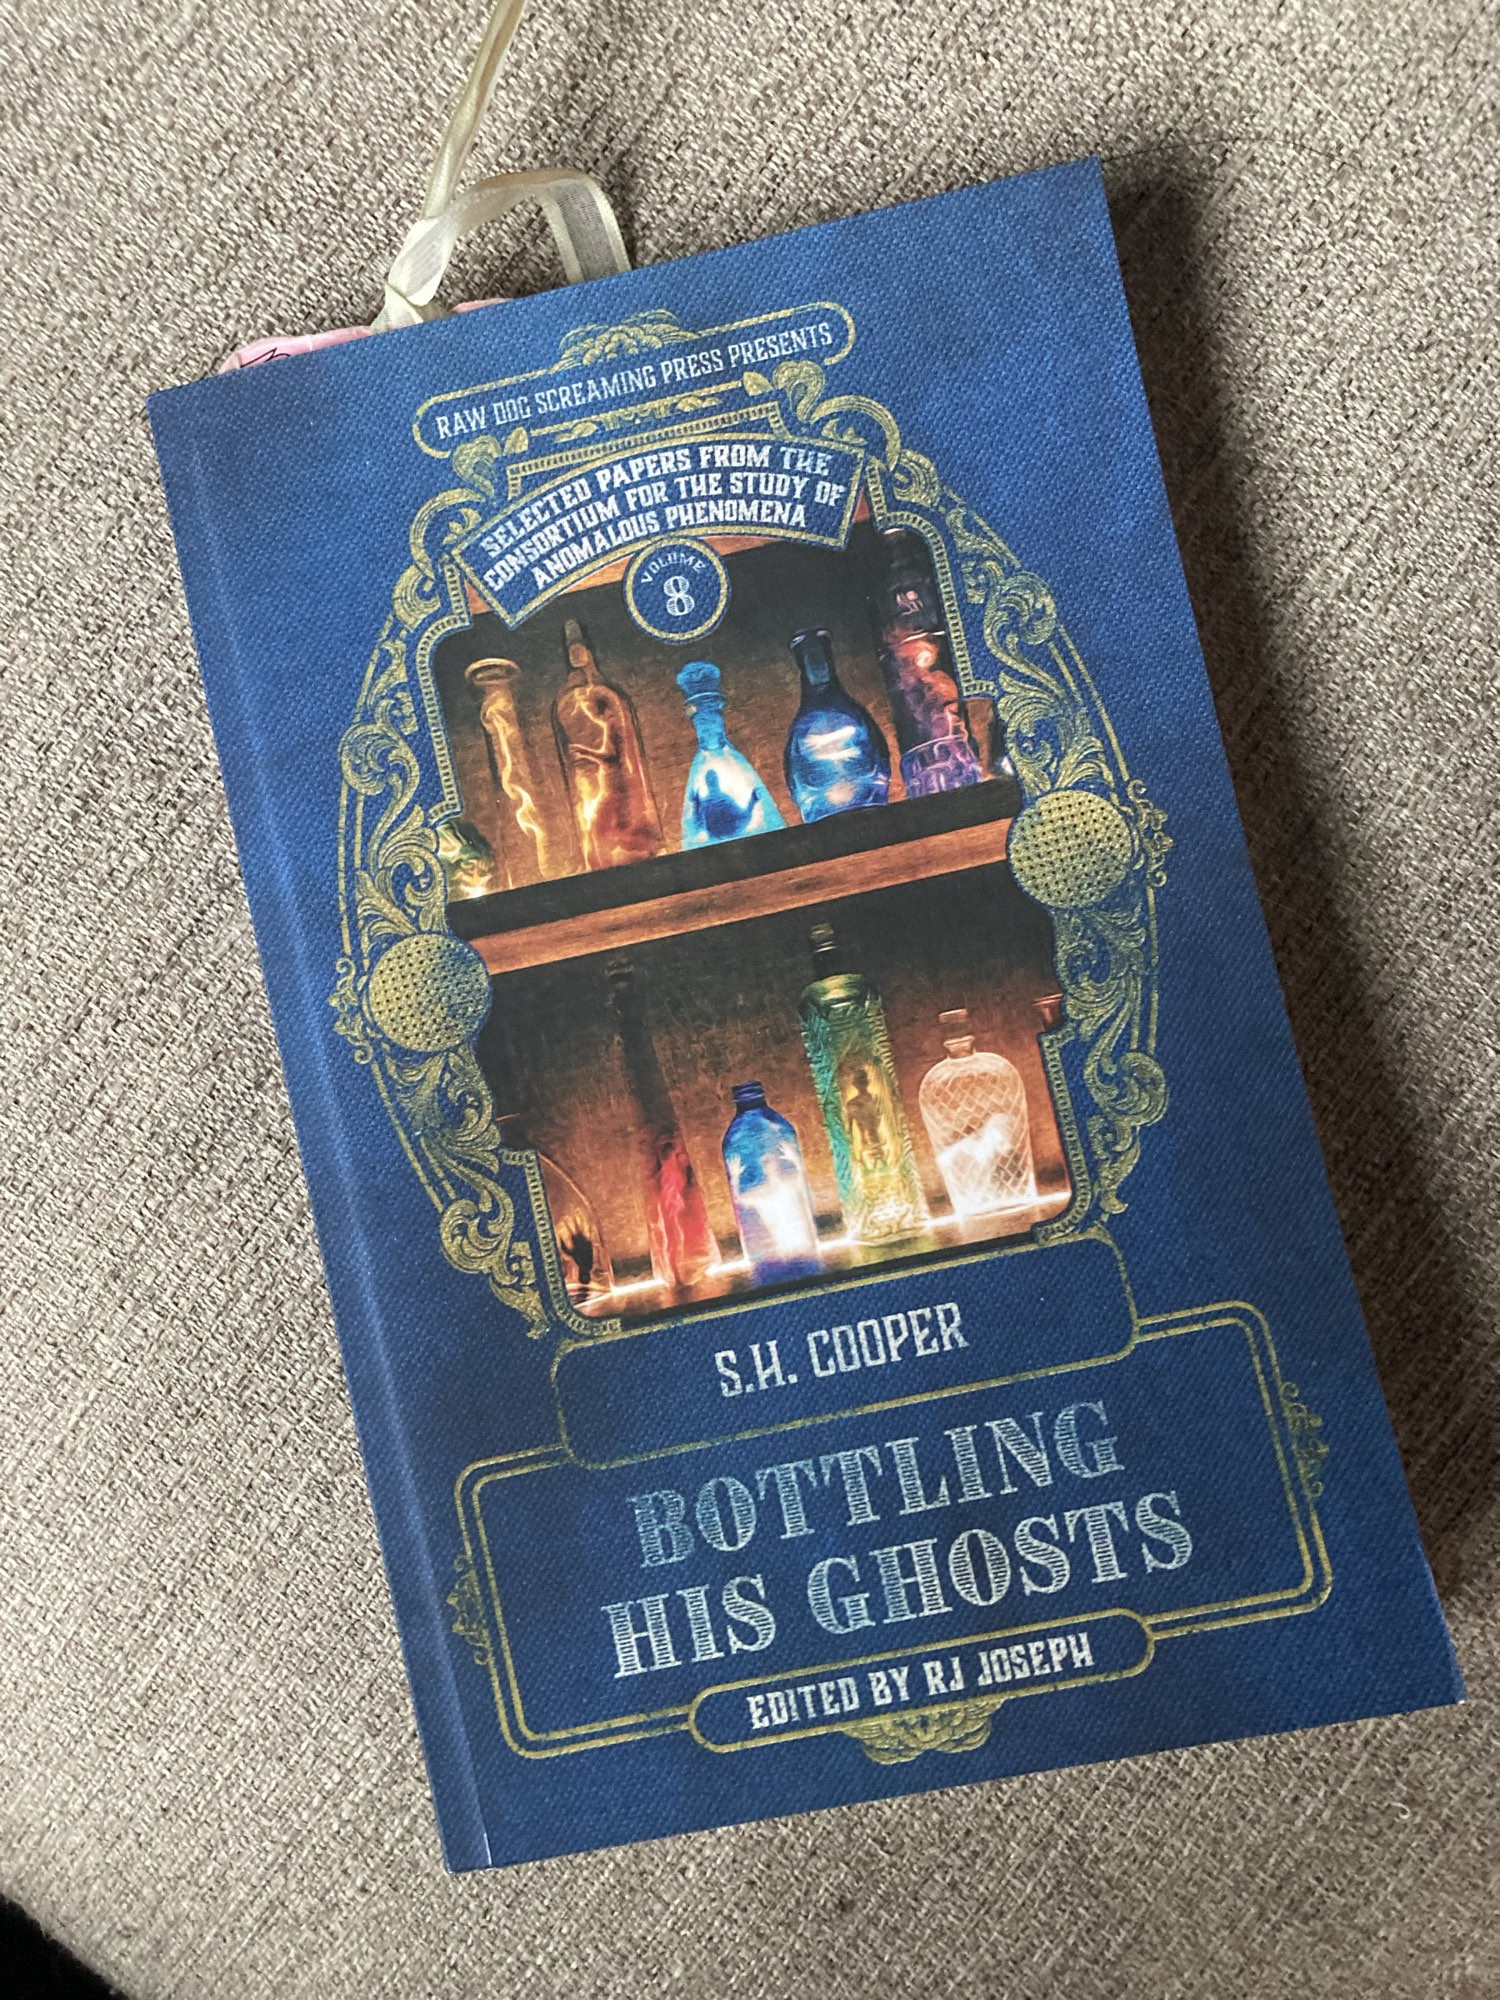 RAW DOG SCREAMING PRESS PRESENTS
SELECTED PAPERS FROM THE
CONSORTIUM FOR THE STUDY OF
ANOMALOUS PHENOMENA
VOLUME
8
S.H. COOPER
BOTTLING
HIS GHOSTS
EDITED BY RJ JOSEPH